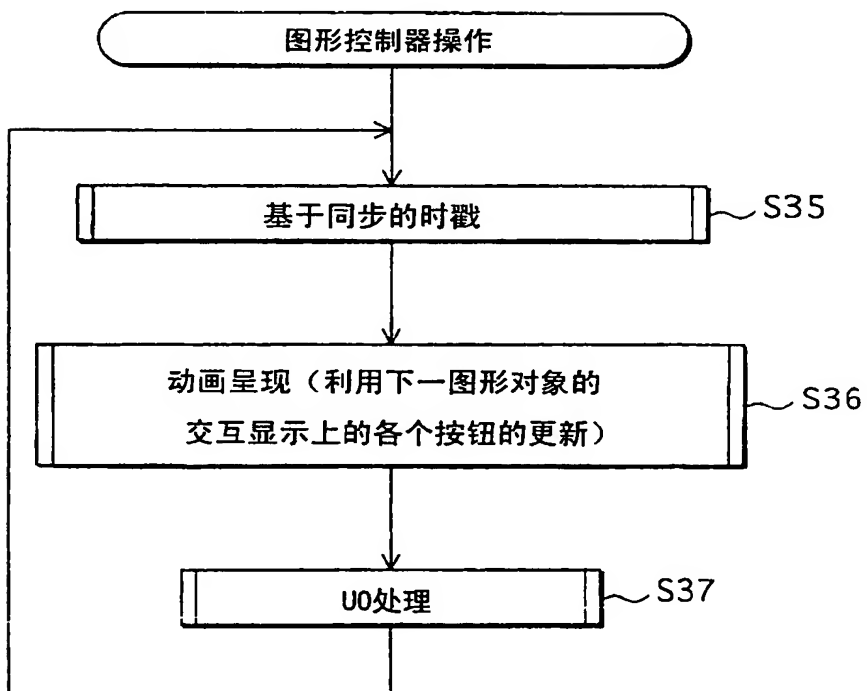 图形控制器操作
基于同步的时戳
S35
动画呈现（利用下一图形对象的
交互显示上的各个按钮的更新）
S36
UO处理
S37